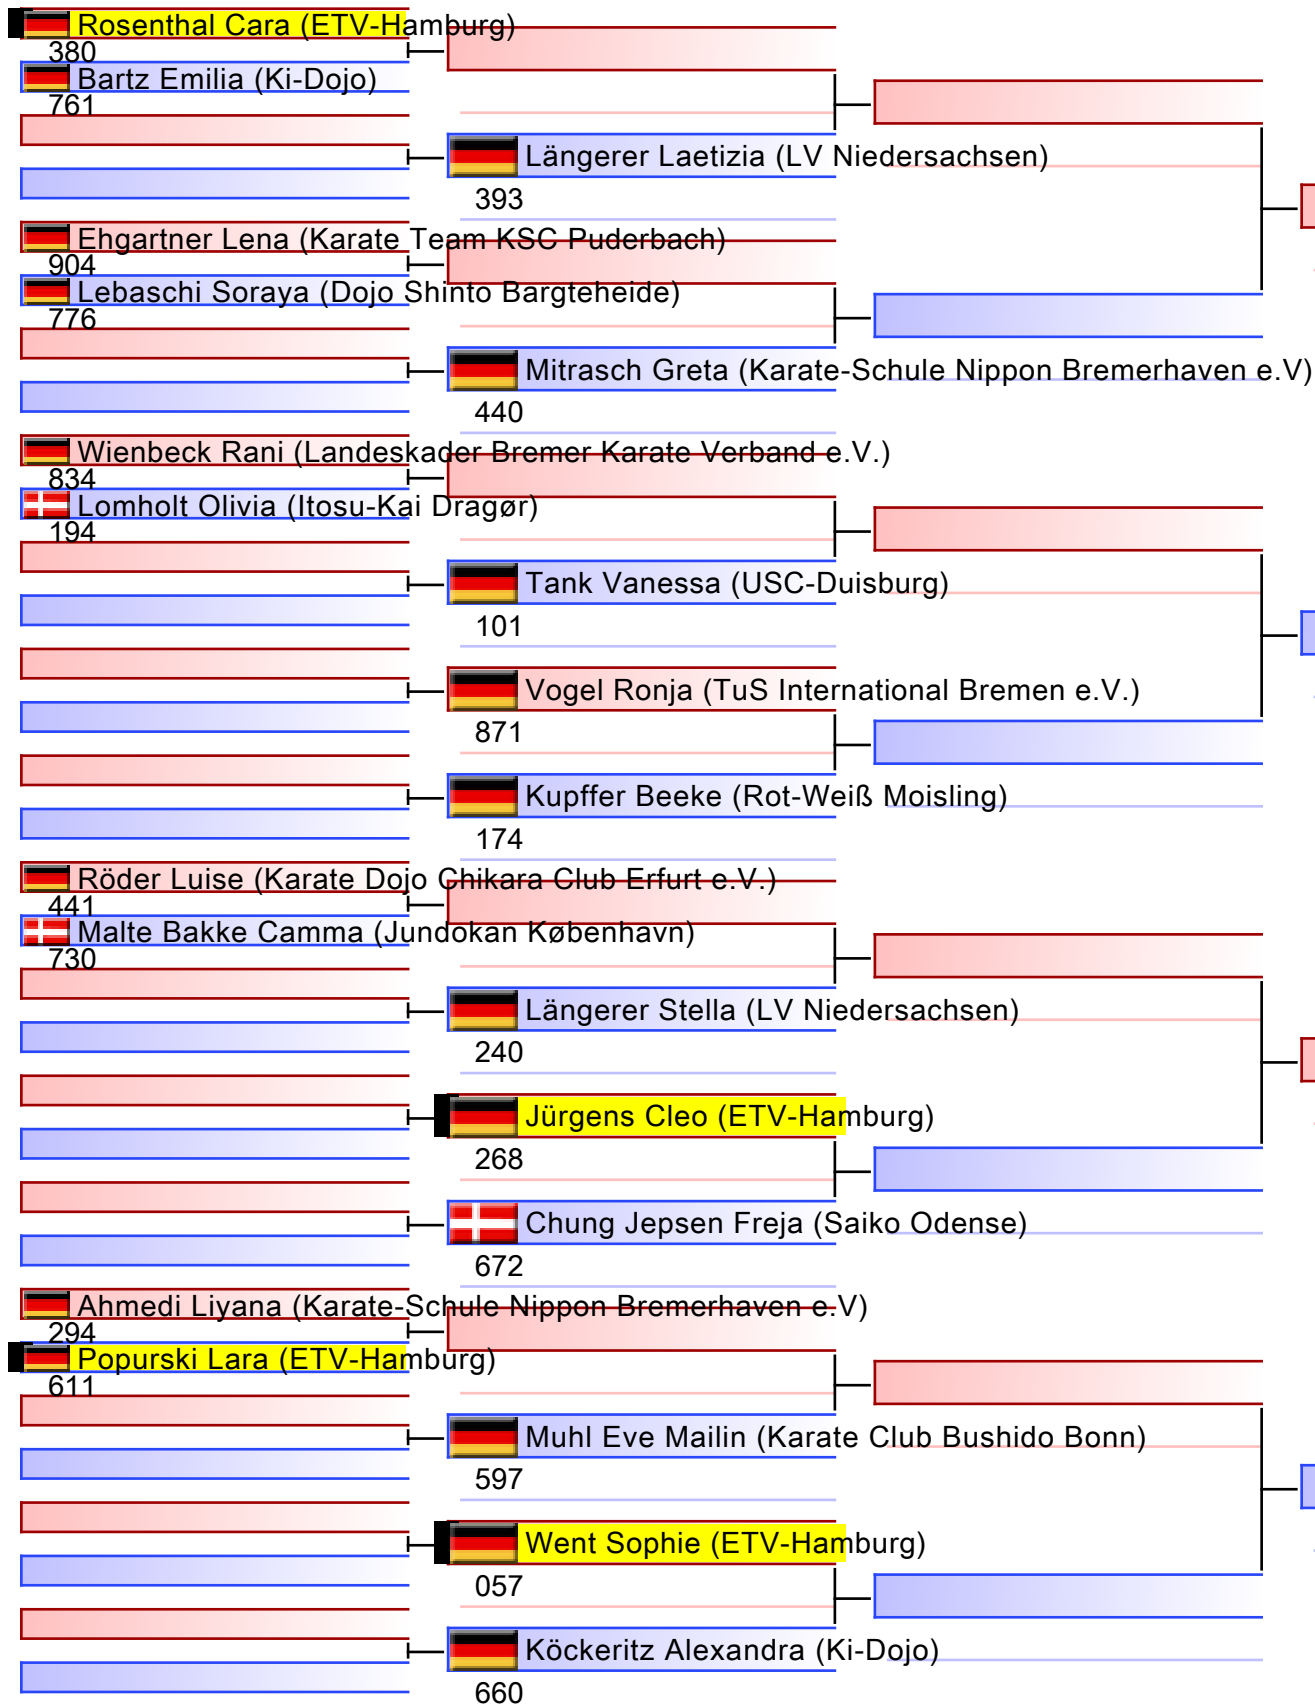 Rosenthal Cara (ETV-Hamburg)
380
Bartz Emilia (Ki-Dojo)
761
Längerer Laetizia (LV Niedersachsen)
393
Ehgartner Lena (Karate Team KSC Puderbach)
904
Lebaschi Soraya (Dojo Shinto Bargteheide)
776
Mitrasch Greta (Karate-Schule Nippon Bremerhaven e.V)
440
Wienbeck Rani (Landeskader Bremer Karate Verband e.V.)
834
Lomholt Olivia (Itosu-Kai Dragør)
194
Tank Vanessa (USC-Duisburg)
101
Vogel Ronja (TuS International Bremen e.V.)
871
Kupffer Beeke (Rot-Weiß Moisling)
174
Röder Luise (Karate Dojo Chikara Club Erfurt e.V.)
441
Malte Bakke Camma (Jundokan København)
730
Längerer Stella (LV Niedersachsen)
240
Jürgens Cleo (ETV-Hamburg)
268
Chung Jepsen Freja (Saiko Odense)
672
Ahmedi Liyana (Karate-Schule Nippon Bremerhaven e.V)
294
Popurski Lara (ETV-Hamburg)
611
Muhl Eve Mailin (Karate Club Bushido Bonn)
597
Went Sophie (ETV-Hamburg)
057
Köckeritz Alexandra (Ki-Dojo)
660